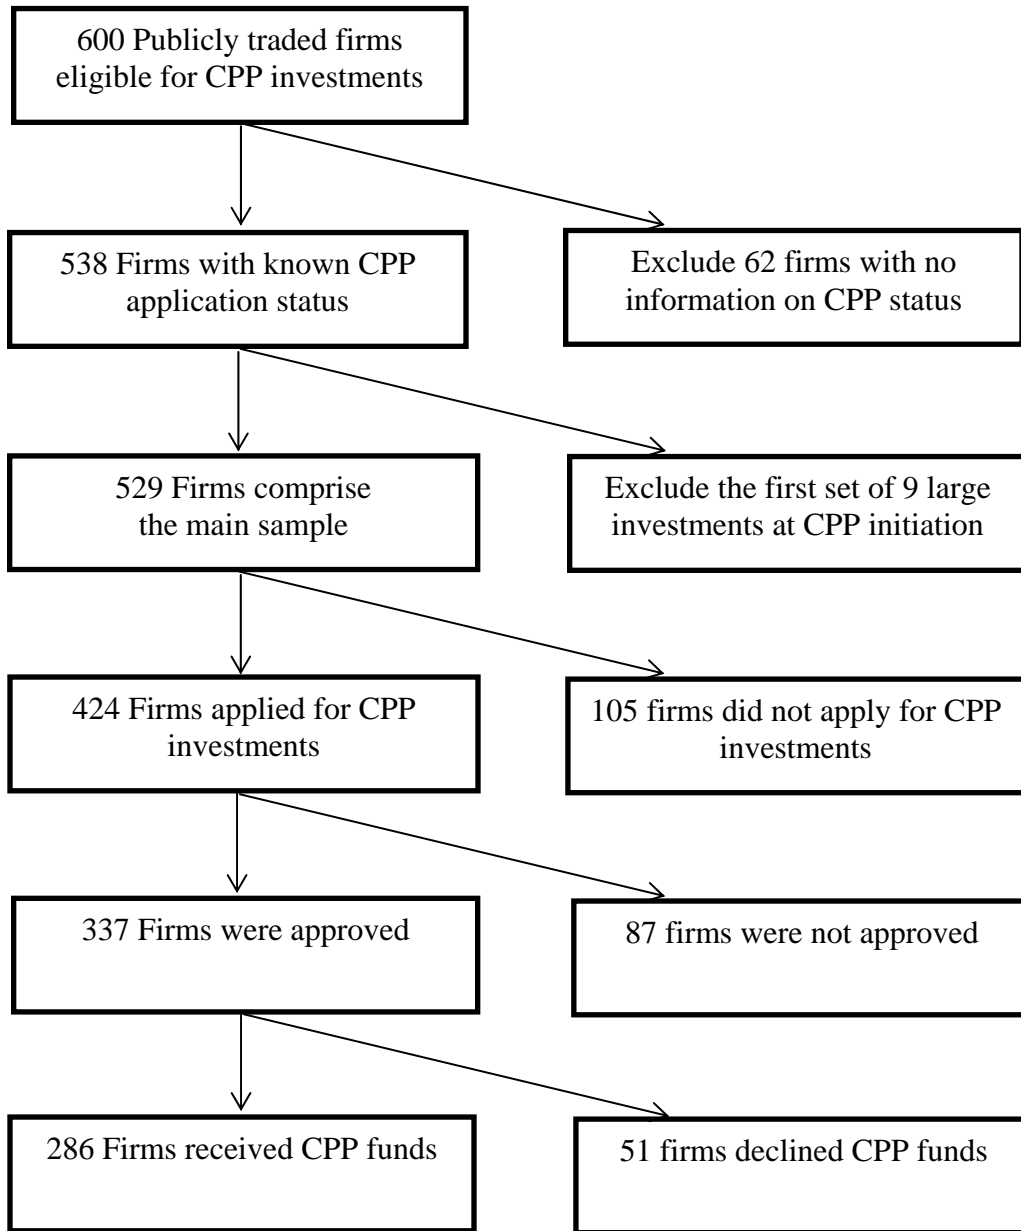 600 Publicly traded firms
eligible for CPP investments
538 Firms with known CPP
application status
Exclude 62 firms with no
information on CPP status
529 Firms comprise
the main sample
Exclude the first set of 9 large
investments at CPP initiation
424 Firms applied for CPP
investments
105 firms did not apply for CPP
investments
337 Firms were approved
87 firms were not approved
286 Firms received CPP funds
51 firms declined CPP funds